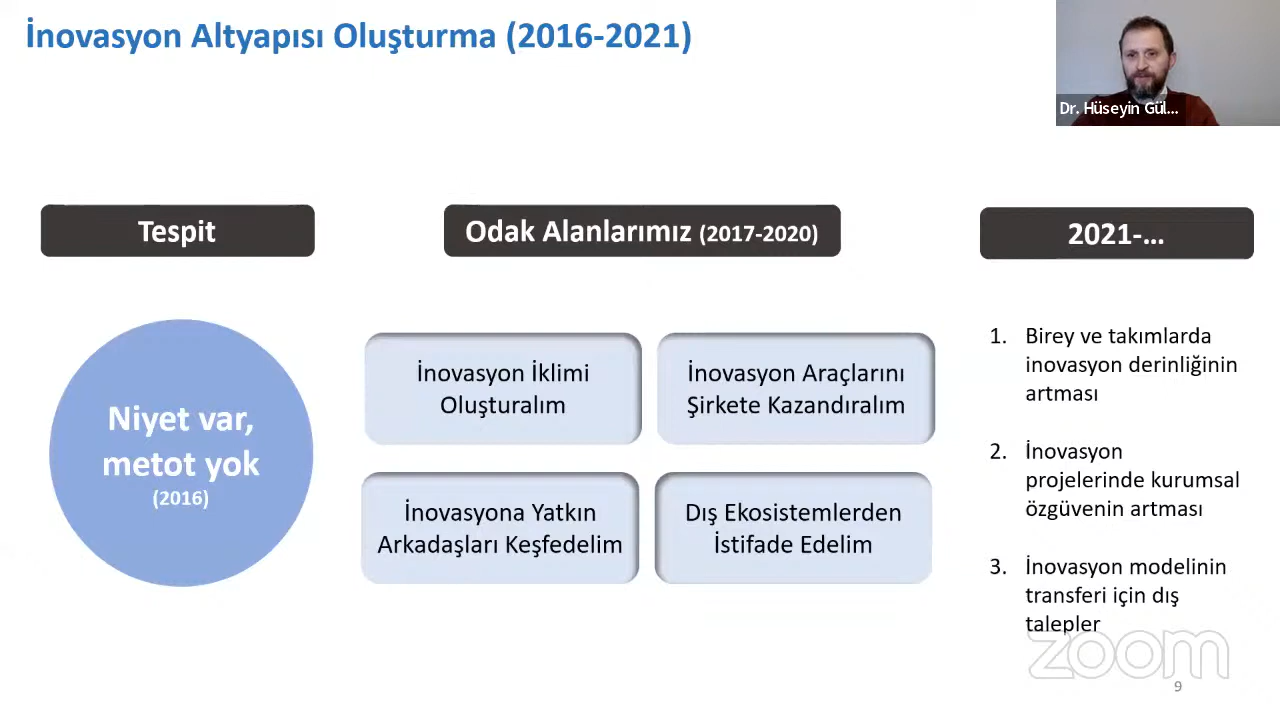 İnovasyon Altyapısı Oluşturma (2016-2021)
Dr. Hüseyin Gül...
Tespit
Niyet var,
metot yok
(2016)
Odak Alanlarımız (2017-2020)
İnovasyon İklimi
Oluşturalım
İnovasyon Araçlarını
Şirkete Kazandıralım
İnovasyona Yatkın
Arkadaşları Keşfedelim
Dış Ekosistemlerden
İstifade Edelim
2021-...
1. Birey ve takımlarda
inovasyon derinliğinin
artması
2. İnovasyon
projelerinde kurumsal
özgüvenin artması
3. İnovasyon modelinin
transferi için dış
talepler
zoom
9